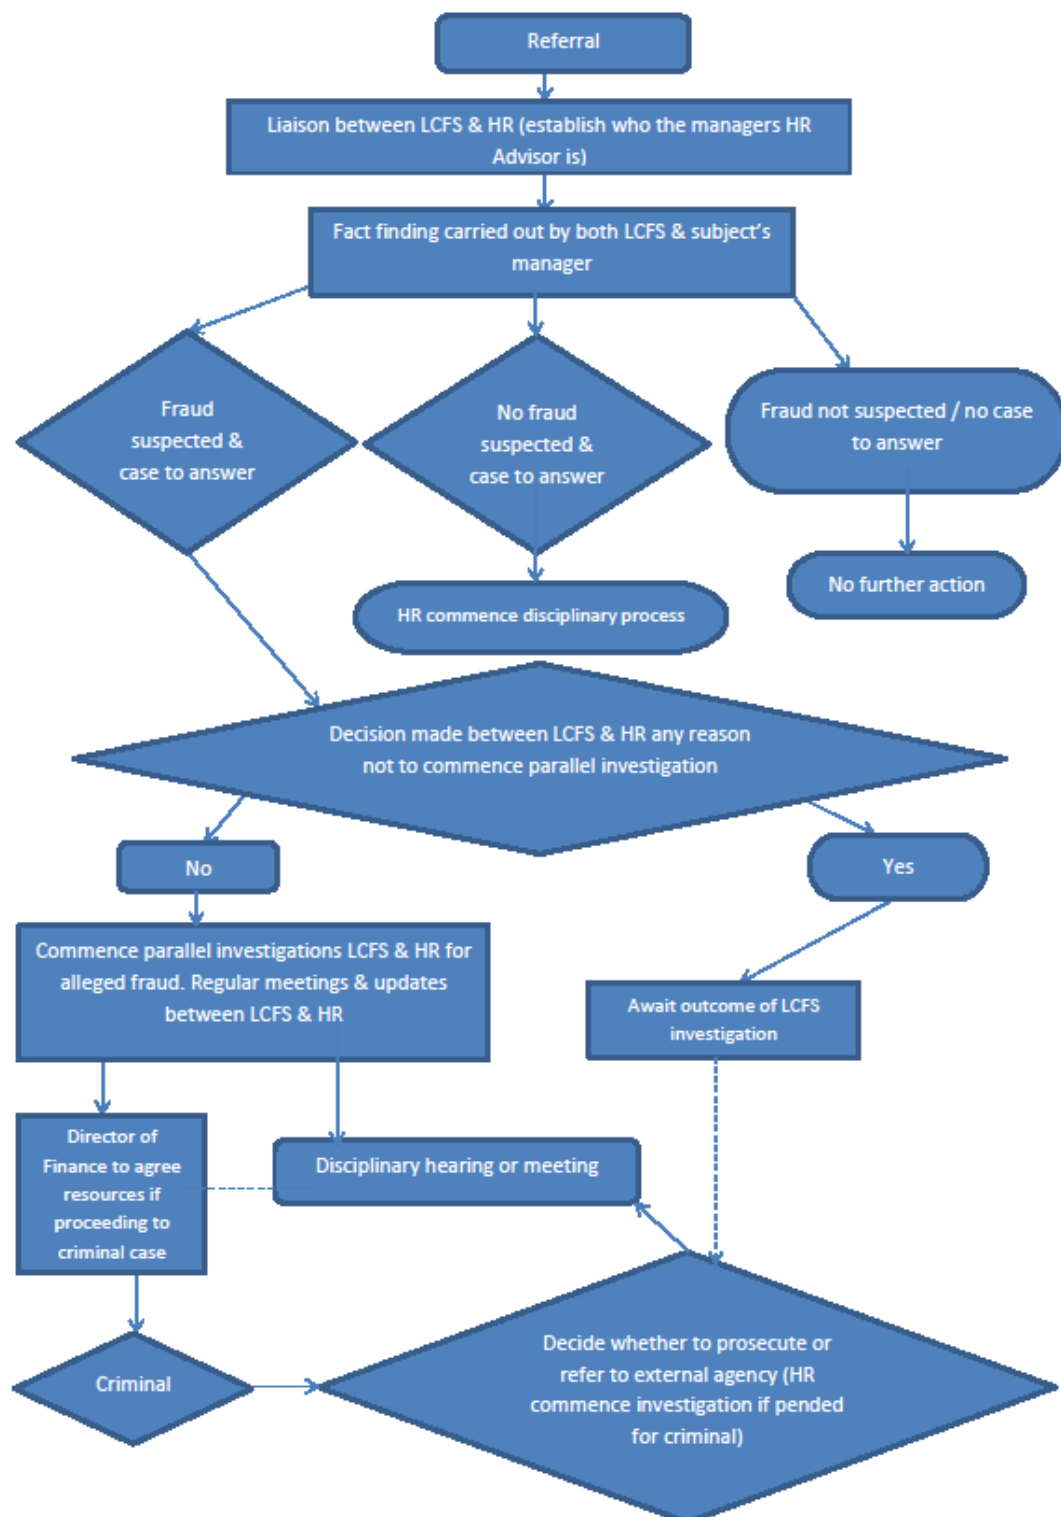 Referral
Liaison between LCFS & HR (establish who the managers HR
Advisor is)
Fact finding carried out by both LCFS & subject's
manager
Fraud
suspected &
case to answer
No fraud
suspected &
case to answer
Fraud not suspected / no case
to answer
No further action
HR commence disciplinary process
Decision made between LCFS & HR any reason
not to commence parallel investigation
No
Yes
Commence parallel investigations LCFS & HR for
alleged fraud. Regular meetings & updates
between LCFS & HR
Await outcome of LCFS
investigation
Director of
Finance to agree
resources if
proceeding to
criminal case
Disciplinary hearing or meeting
Criminal
Decide whether to prosecute or
refer to external agency (HR
commence investigation if pended
for criminal)